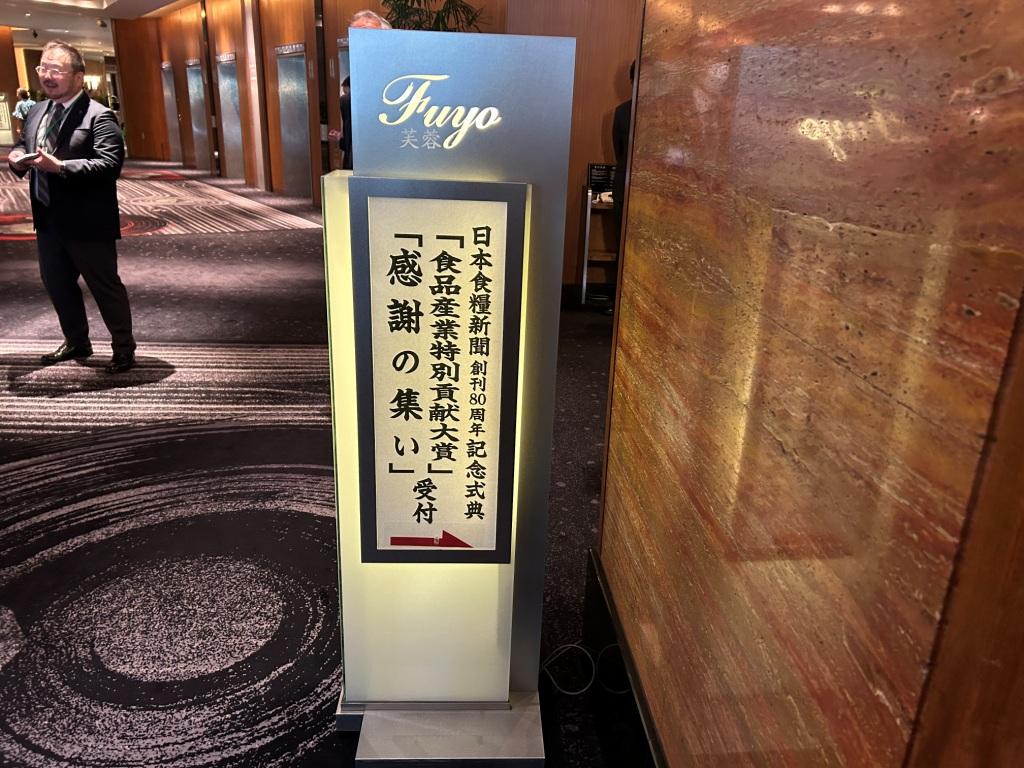 Fuyo
芙蓉
日本食糧新聞 創刊80周年 記念式典
「食品産業特別貢献大賞」
「感謝の集い」
受付